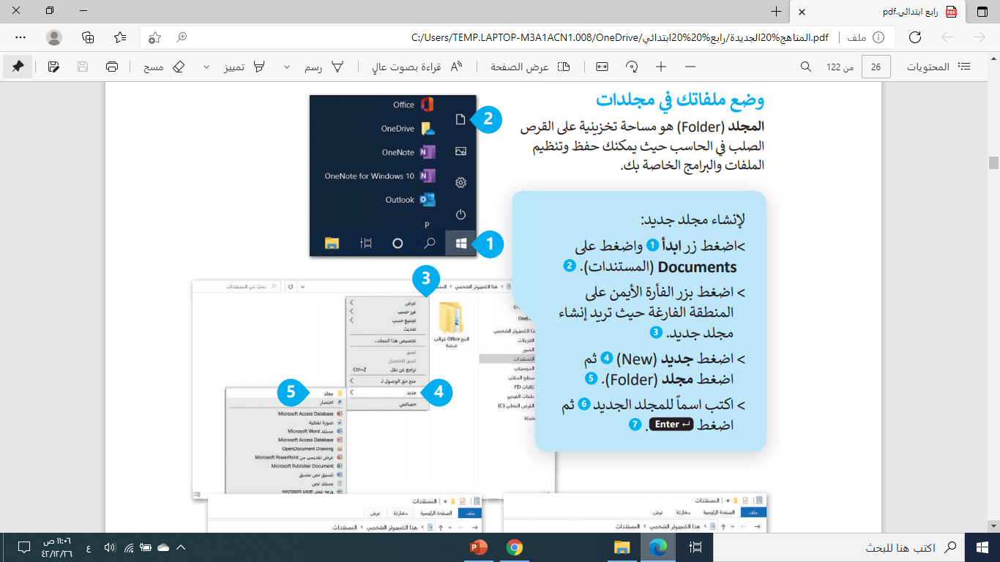 رابع ابتدائي.pdf
ملف
C:/Users/TEMP.LAPTOP-M3A1ACN1.008/OneDrive/المناهج%20الجديدة/رابع%20%20ابتدائي.pdf
المحتويات
26
من 122
عرض الصفحة
قراءة بصوت عالٍ
رسم
تمييز
مسح
وضع ملفاتك في مجلدات
المجلد (Folder) هو مساحة تخزينية على القرص
الصلب في الحاسب حيث يمكنك حفظ وتنظيم
الملفات والبرامج الخاصة بك.
لإنشاء مجلد جديد:
>اضغط زر ابدأ 1 واضغط على
Documents (المستندات). 2
> اضغط بزر الفأرة الأيمن على
المنطقة الفارغة حيث تريد إنشاء
مجلد جديد. 3
> اضغط جديد (New) 4 ثم
اضغط مجلد (Folder). 5
> اكتب اسماً للمجلد الجديد 6 ثم
اضغط Enter ↵. 7
Office
2
OneDrive
OneNote
OneNote for Windows 10
Outlook
P
1
3
هذا الكمبيوتر الشخصي
بحث في المستندات
هذا الكمبيوتر الشخصي
التنزيلات
الصور
المستندات
الموسيقى
سطح المكتب
ملفات الفيديو
القرص المحلي (C:)
عرض
فرز حسب
تجميع حسب
تحديث
تخصيص هذا المجلد...
لصق
لصق الاختصار
تراجع عن نقل Ctrl+Z
منح حق الوصول لـ
جديد
خصائص
4
5
مجلد
اختصار
Microsoft Access Database
صورة نقطية
مستند Microsoft Word
Microsoft Access Database
OpenDocument Drawing
عرض تقديمي من Microsoft PowerPoint
Microsoft Publisher Document
تنسيق نص منسق
مستند نص
ورقة عمل Microsoft Excel
المستندات
ملف
الصفحة الرئيسية
مشاركة
عرض
هذا الكمبيوتر الشخصي
المستندات
المستندات
ملف
الصفحة الرئيسية
مشاركة
عرض
هذا الكمبيوتر الشخصي
المستندات
اكتب هنا للبحث
ع
١١:٠٦ ص
٤٢/١٢/٢٦